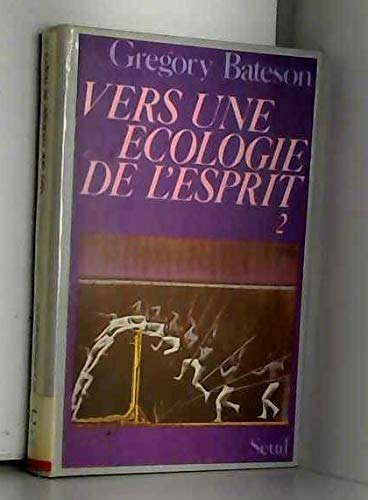 Gregory Bateson
VERS UNE
ECOLOGIE
DE L'ESPRIT
2
Seuil